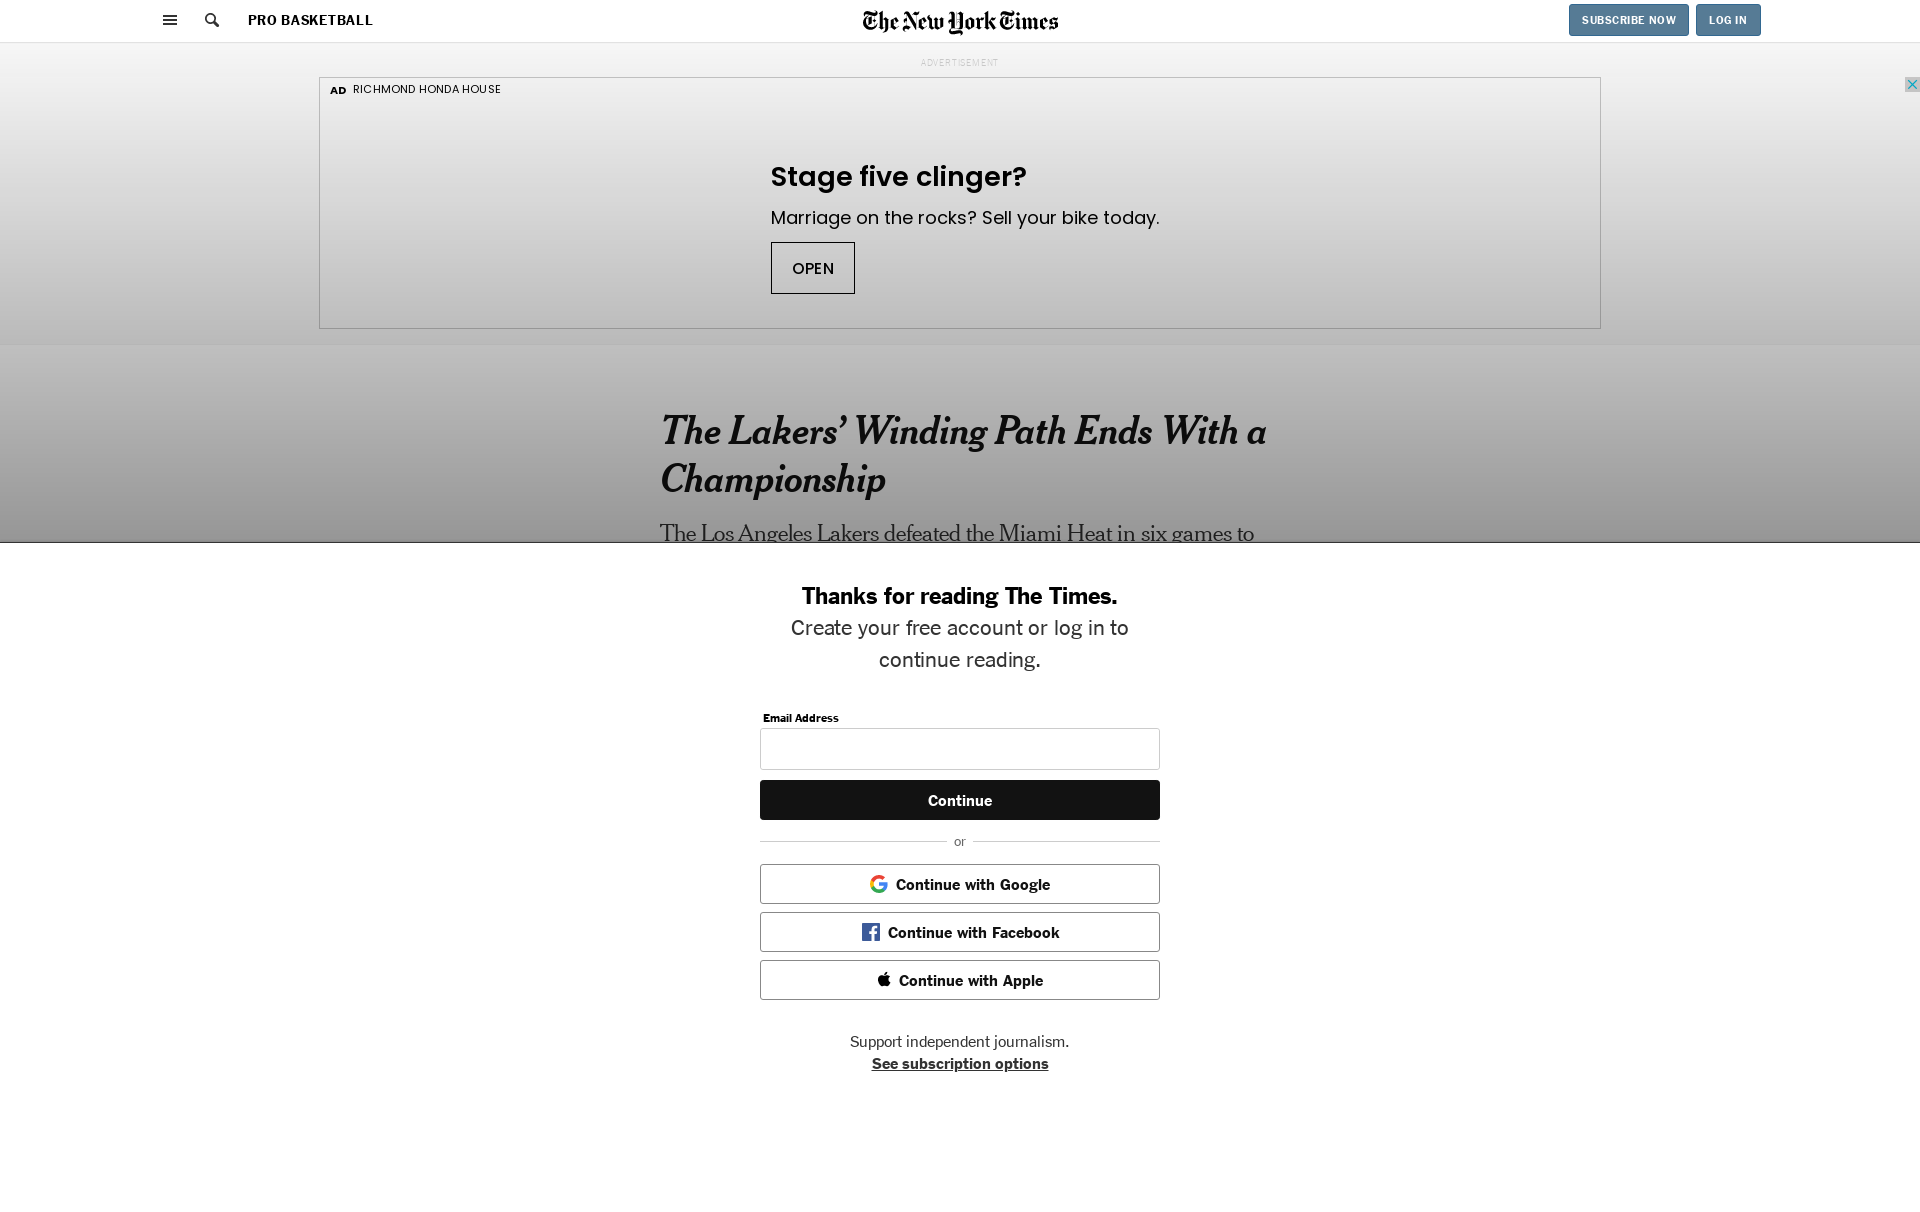 PRO BASKETBALL
The New York Times
SUBSCRIBE NOW
LOG IN
ADVERTISEMENT
AD RICHMOND HONDA HOUSE
Stage five clinger?
Marriage on the rocks? Sell your bike today.
OPEN
The Lakers’ Winding Path Ends With a
Championship
The Los Angeles Lakers defeated the Miami Heat in six games to
Thanks for reading The Times.
Create your free account or log in to
continue reading.
Email Address
Continue
or
Continue with Google
Continue with Facebook
Continue with Apple
Support independent journalism.
See subscription options